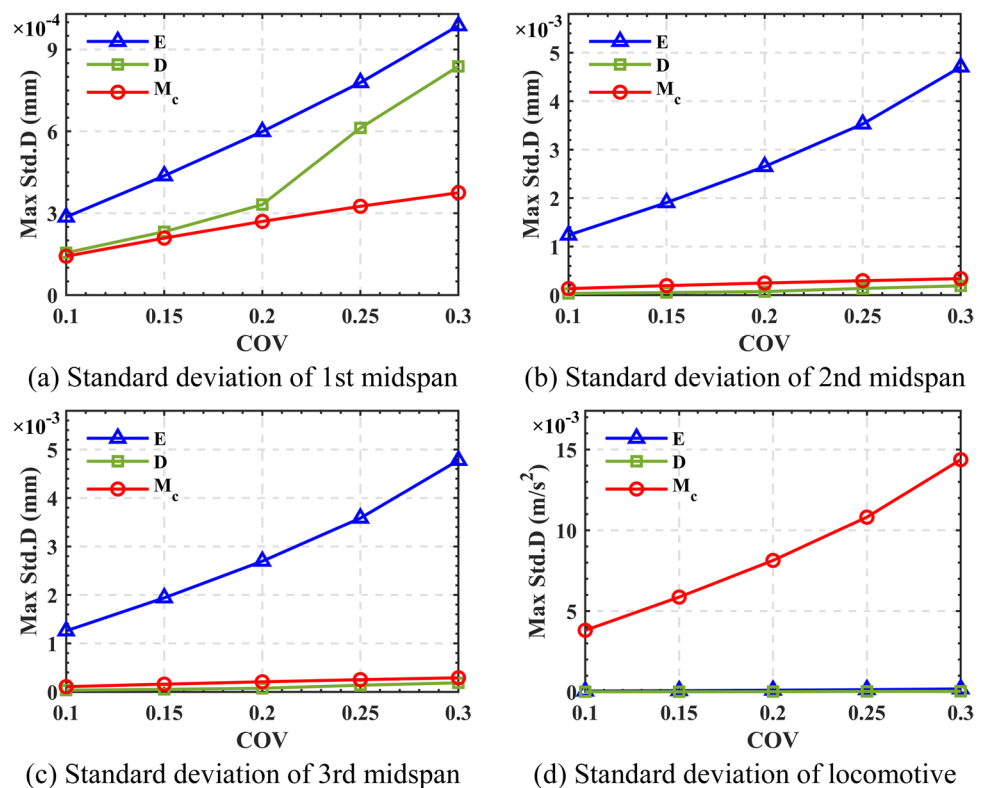 ×10⁻⁴
Max Std.D (mm)
9
6
3
0
E
D
M_c
0.1 0.15 0.2 0.25 0.3
COV
(a) Standard deviation of 1st midspan
×10⁻³
Max Std.D (mm)
5
4
3
2
1
0
E
D
M_c
0.1 0.15 0.2 0.25 0.3
COV
(b) Standard deviation of 2nd midspan
×10⁻³
Max Std.D (mm)
5
4
3
2
1
0
E
D
M_c
0.1 0.15 0.2 0.25 0.3
COV
(c) Standard deviation of 3rd midspan
×10⁻³
Max Std.D (m/s²)
15
10
5
0
E
D
M_c
0.1 0.15 0.2 0.25 0.3
COV
(d) Standard deviation of locomotive